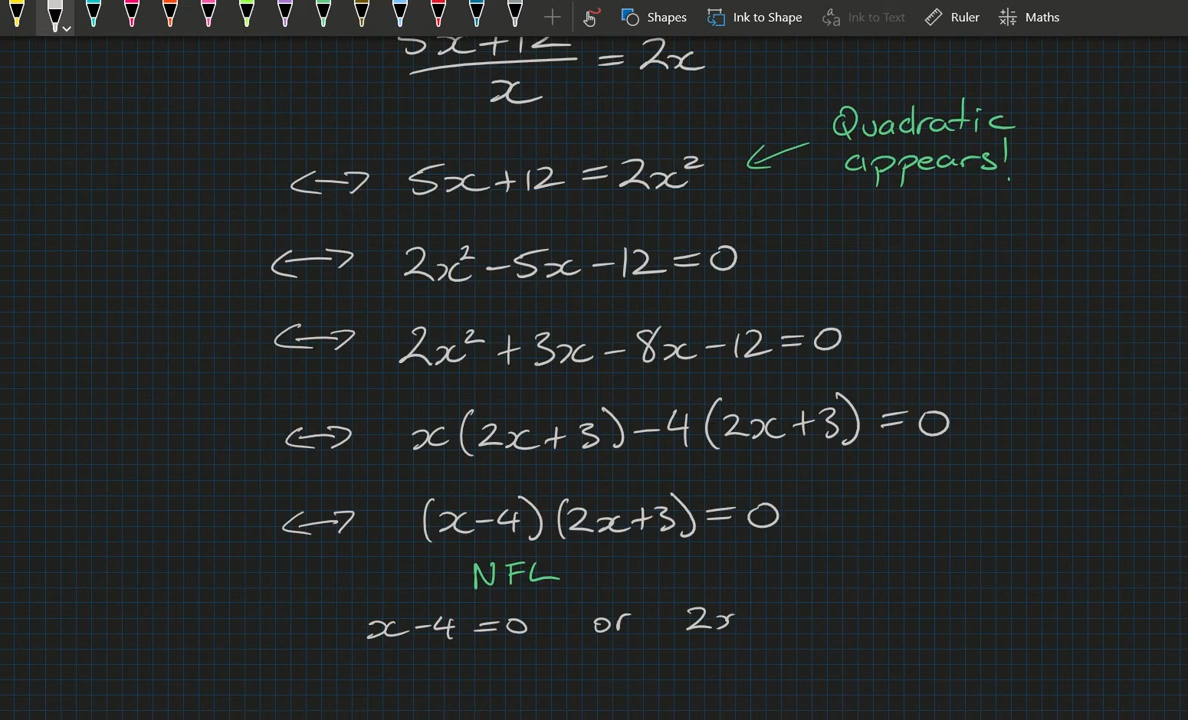 Shapes Ink to Shape Ink to Text Ruler Maths
5x+12
x = 2x
Quadratic
appears!
↔ 5x+12=2x²
↔ 2x²-5x-12=0
↔ 2x²+3x-8x-12=0
↔ x(2x+3)-4(2x+3)=0
↔ (x-4)(2x+3)=0
NFL
x-4=0 or 2x